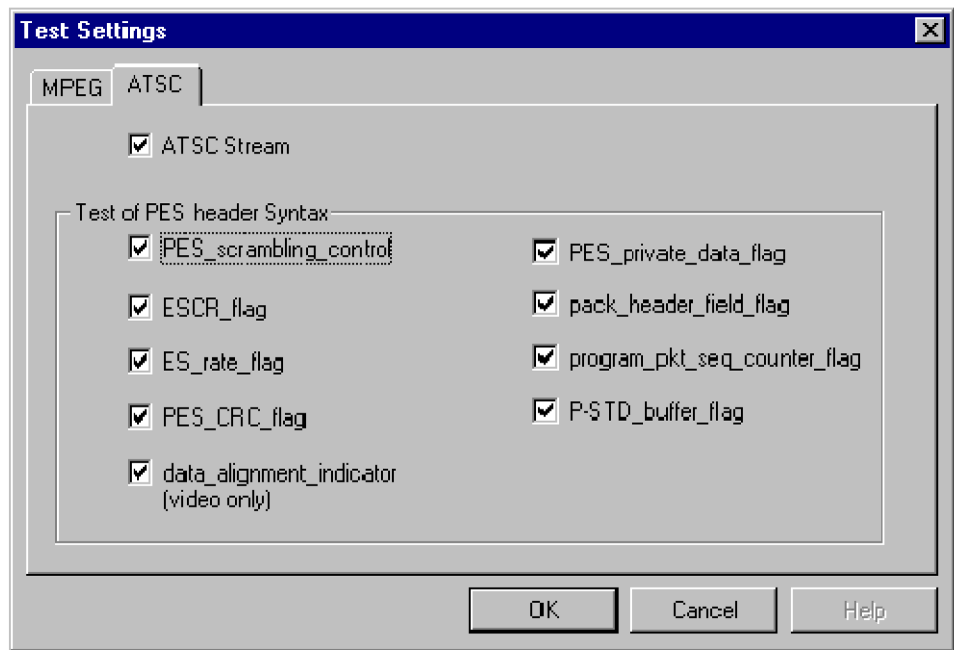 Test Settings
MPEG
ATSC
ATSC Stream
Test of PES header Syntax
PES_scrambling_control
ESCR_flag
ES_rate_flag
PES_CRC_flag
data_alignment_indicator
(video only)
PES_private_data_flag
pack_header_field_flag
program_pkt_seq_counter_flag
P-STD_buffer_flag
OK
Cancel
Help